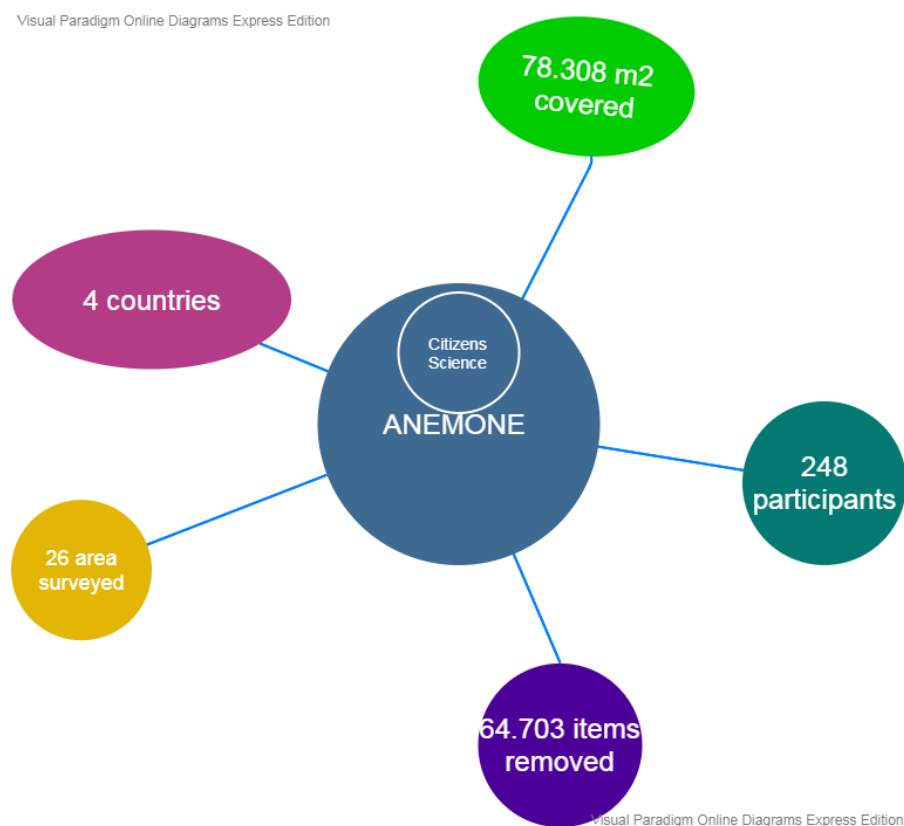 Visual Paradigm Online Diagrams Express Edition
78.308 m2
covered
4 countries
Citizens
Science
ANEMONE
248
participants
26 area
surveyed
64.703 items
removed
Visual Paradigm Online Diagrams Express Edition